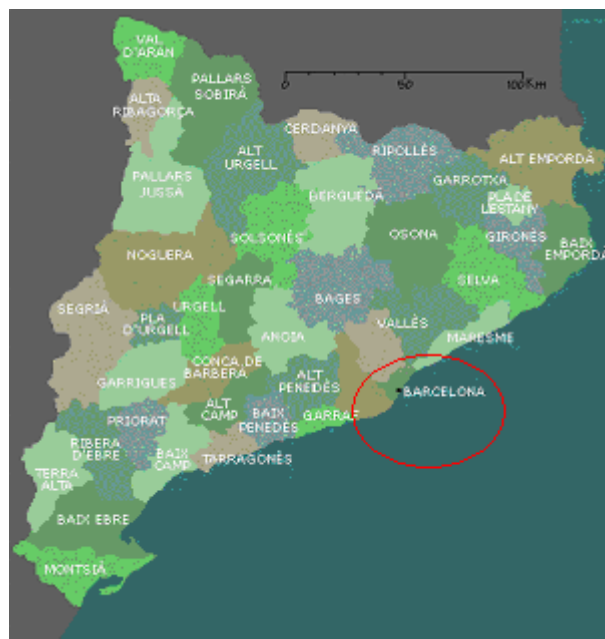 VAL
D'ARAN
PALLARS
SOBIRÀ
0
50
100 Km
ALTA
RIBAGORÇA
CERDANYA
ALT
URGELL
RIPOLLÈS
ALT EMPORDÀ
PALLARS
JUSSÀ
BERGUEDÀ
GARROTXA
PLA DE
L'ESTANY
SOLSONÈS
OSONA
GIRONÈS
BAIX
EMPORDÀ
NOGUERA
SEGARRA
SELVA
SEGRIÀ
URGELL
PLA
D'URGELL
BAGES
VALLÈS
ANOIA
MARESME
GARRIGUES
CONCA DE
BARBERÀ
ALT
PENEDÈS
BARCELONA
ALT
CAMP
BAIX
PENEDÈS
GARRAF
PRIORAT
RIBERA
D'EBRE
BAIX
CAMP
TARRAGONÈS
TERRA
ALTA
BAIX EBRE
MONTSIÀ